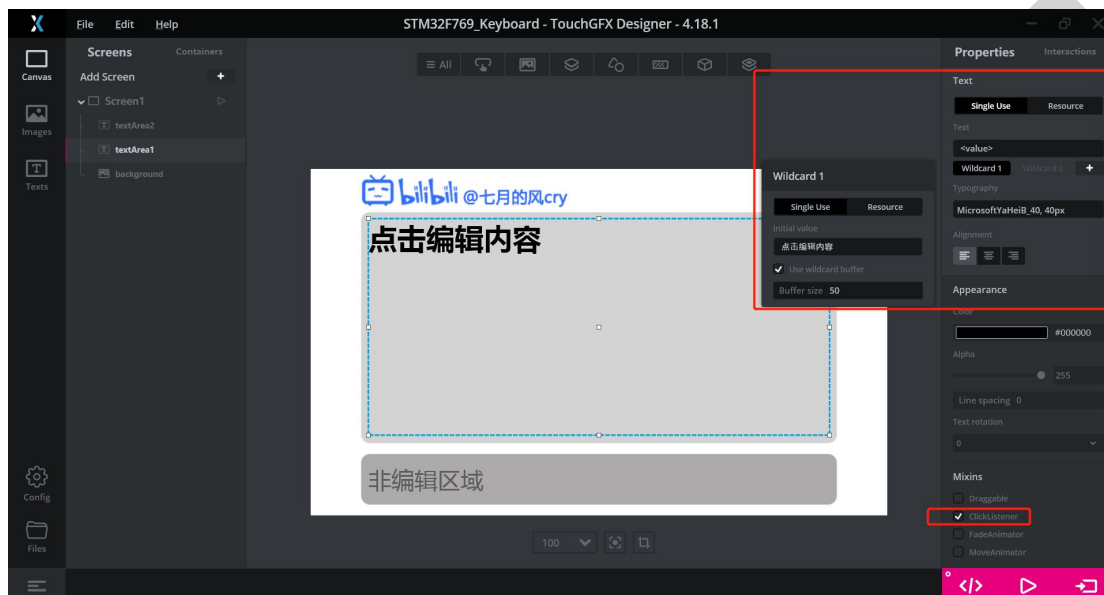 File Edit Help
STM32F769_Keyboard - TouchGFX Designer - 4.18.1
Canvas
Images
Texts
Config
Files
Screens Containers
Add Screen +
Screen1
textArea2
textArea1
background
All
bilibili @七月的风cry
点击编辑内容
非编辑区域
100
Wildcard 1
Single Use Resource
Initial value
点击编辑内容
Use wildcard buffer
Buffer size 50
Properties Interactions
Text
Single Use Resource
Text
<value>
Wildcard 1 Wildcard 2 +
Typography
MicrosoftYaHeiB_40, 40px
Alignment
Appearance
Color
#000000
Alpha
255
Line spacing 0
Text rotation
0
Mixins
Draggable
ClickListener
FadeAnimator
MoveAnimator